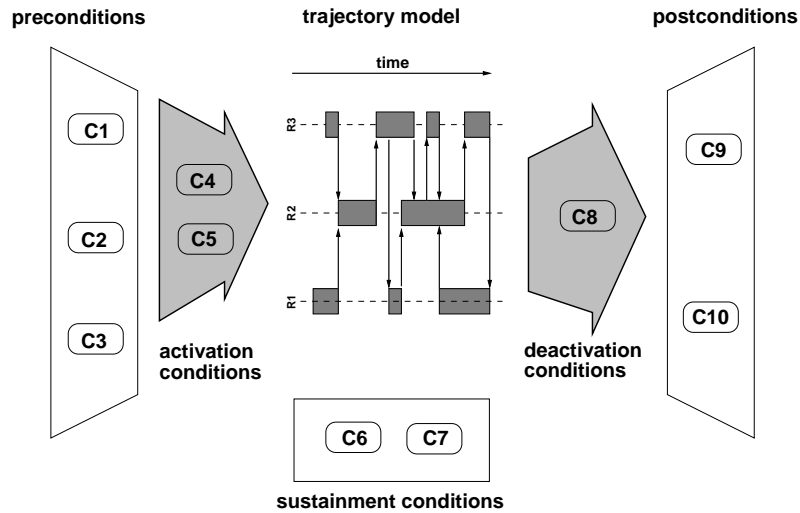 preconditions
trajectory model
postconditions
time
C1
C2
C3
C4
C5
activation
conditions
R3
R2
R1
C6
C7
sustainment conditions
C8
deactivation
conditions
C9
C10